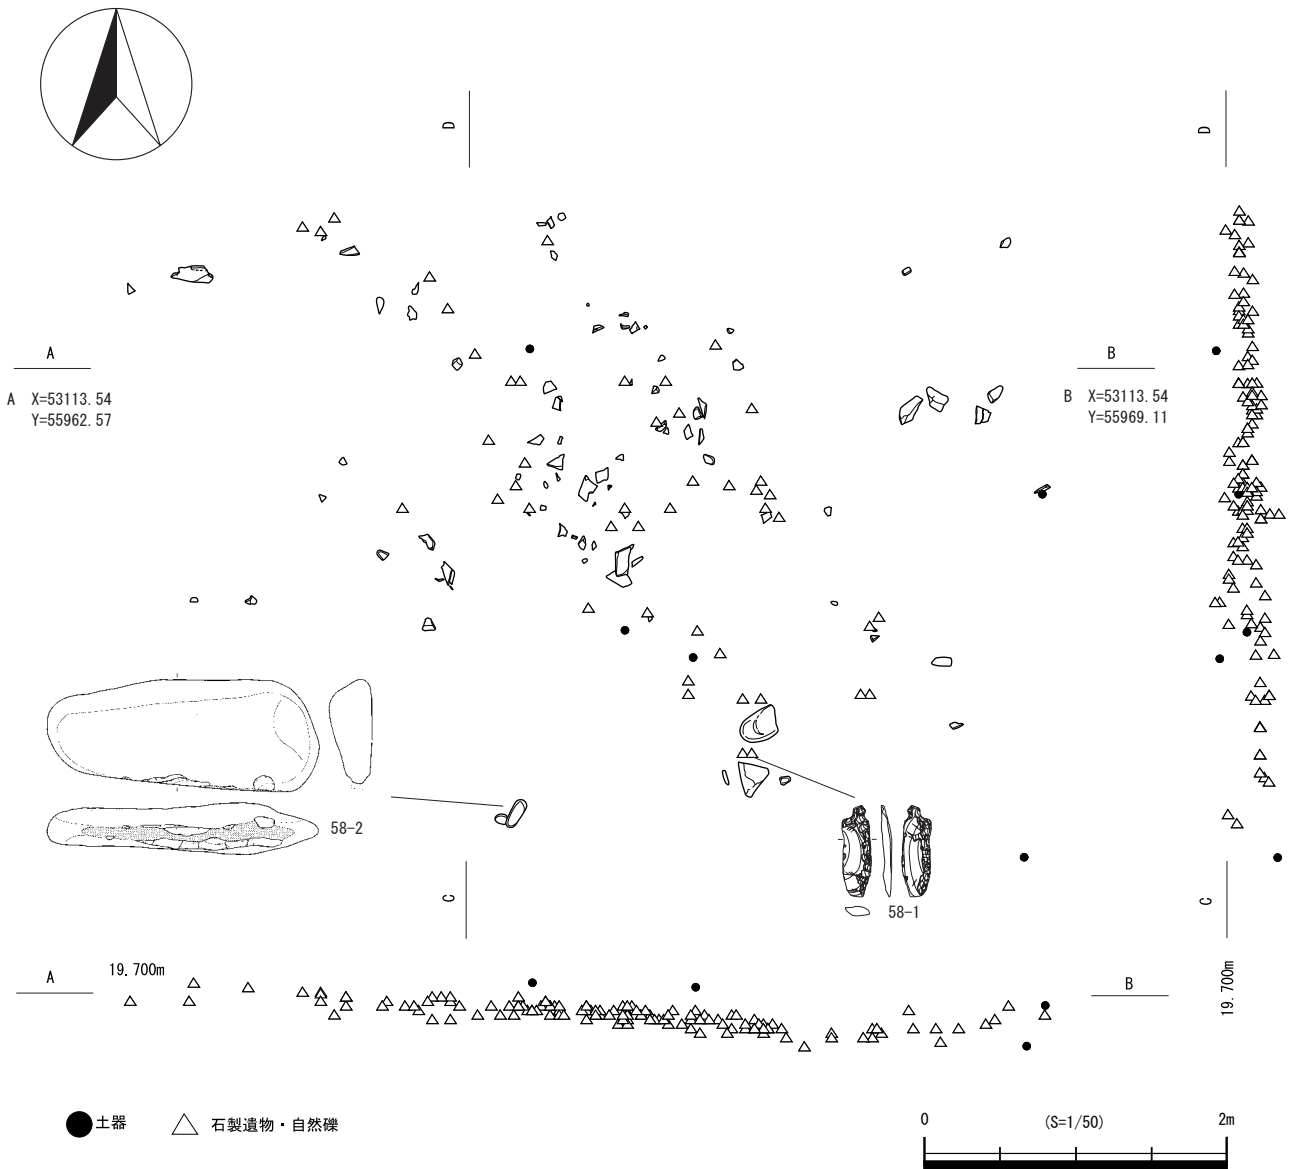 D
D
A
B
A X=53113.54
Y=55962.57
B X=53113.54
Y=55969.11
58-2
58-1
C
C
A
19.700m
B
19.700m
土器
石製遺物・自然礫
0
(S=1/50)
2m